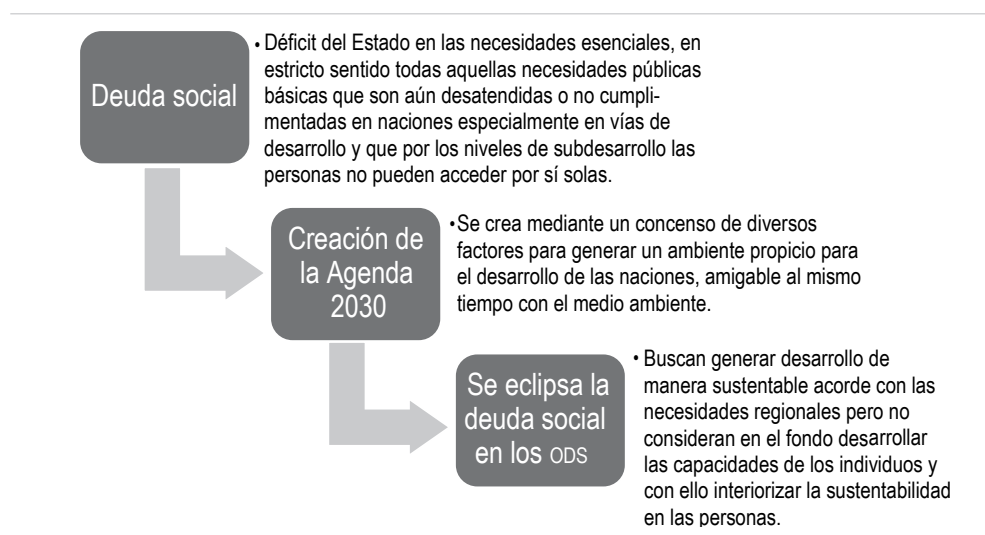 Deuda social
• Déficit del Estado en las necesidades esenciales, en
estricto sentido todas aquellas necesidades públicas
básicas que son aún desatendidas o no cumpli-
mentadas en naciones especialmente en vías de
desarrollo y que por los niveles de subdesarrollo las
personas no pueden acceder por sí solas.
Creación de
la Agenda
2030
• Se crea mediante un concenso de diversos
factores para generar un ambiente propicio para
el desarrollo de las naciones, amigable al mismo
tiempo con el medio ambiente.
Se eclipsa la
deuda social
en los ODS
• Buscan generar desarrollo de
manera sustentable acorde con las
necesidades regionales pero no
consideran en el fondo desarrollar
las capacidades de los individuos y
con ello interiorizar la sustentabilidad
en las personas.